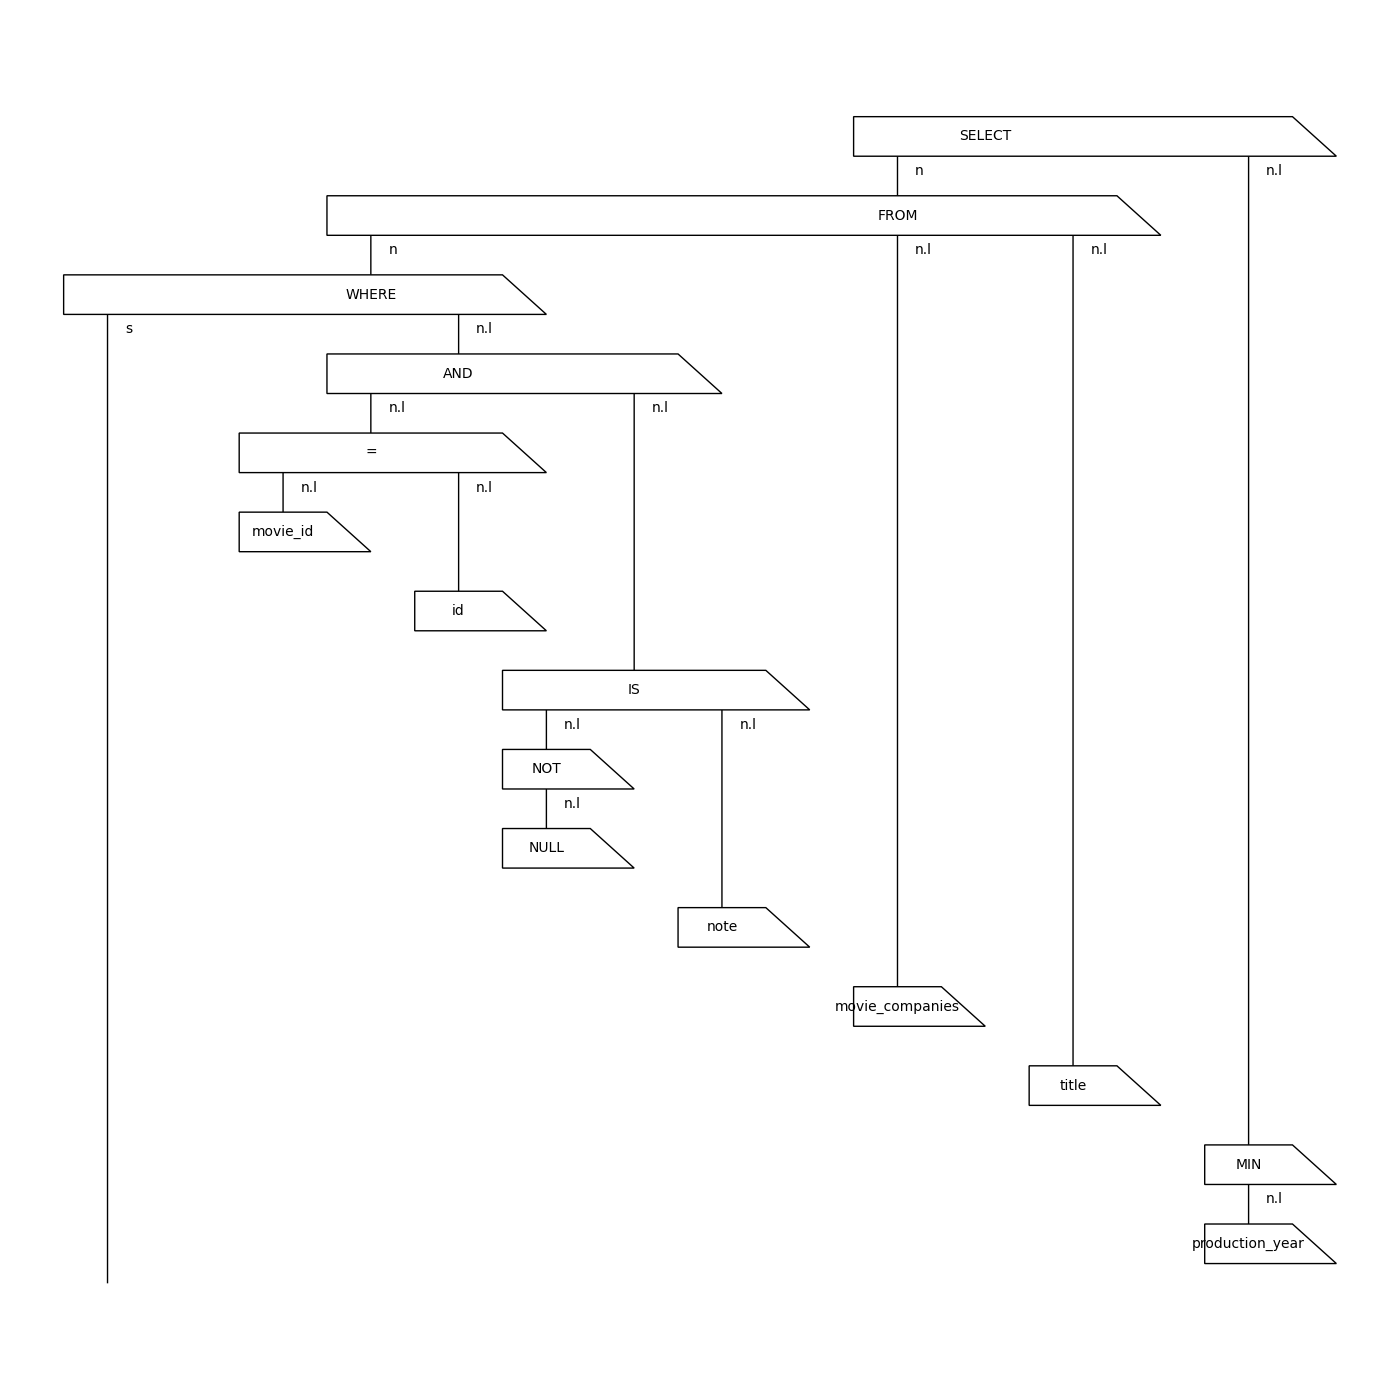 SELECT
n n.l
FROM
n n.l n.l
WHERE
s n.l
AND
n.l n.l
=
n.l n.l
movie_id
id
IS
n.l n.l
NOT
n.l
NULL
note
movie_companies
title
MIN
n.l
production_year